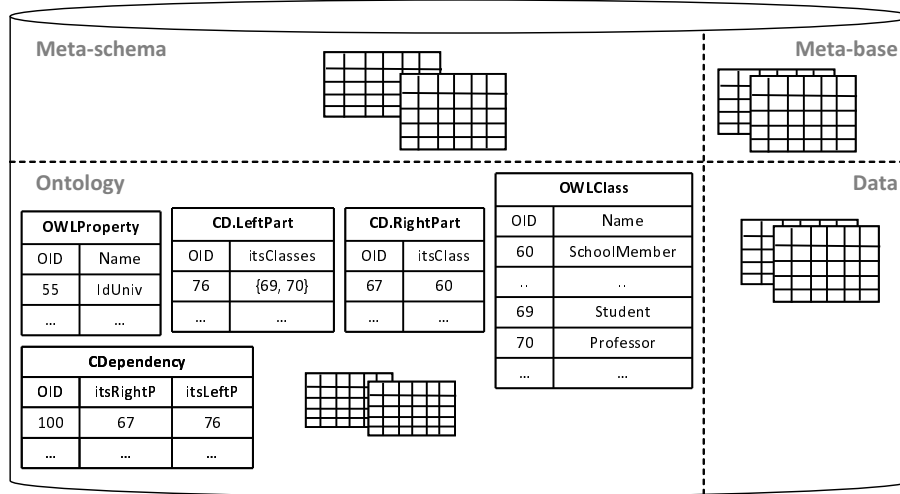 Meta-schema
Meta-base
Ontology
Data
OWLProperty
OID Name
55 IdUniv
... ...
CD.LeftPart
OID itsClasses
76 {69, 70}
... ...
CD.RightPart
OID itsClass
67 60
... ...
OWLClass
OID Name
60 SchoolMember
.. ..
69 Student
70 Professor
... ...
CDependency
OID itsRightP itsLeftP
100 67 76
... ... ...